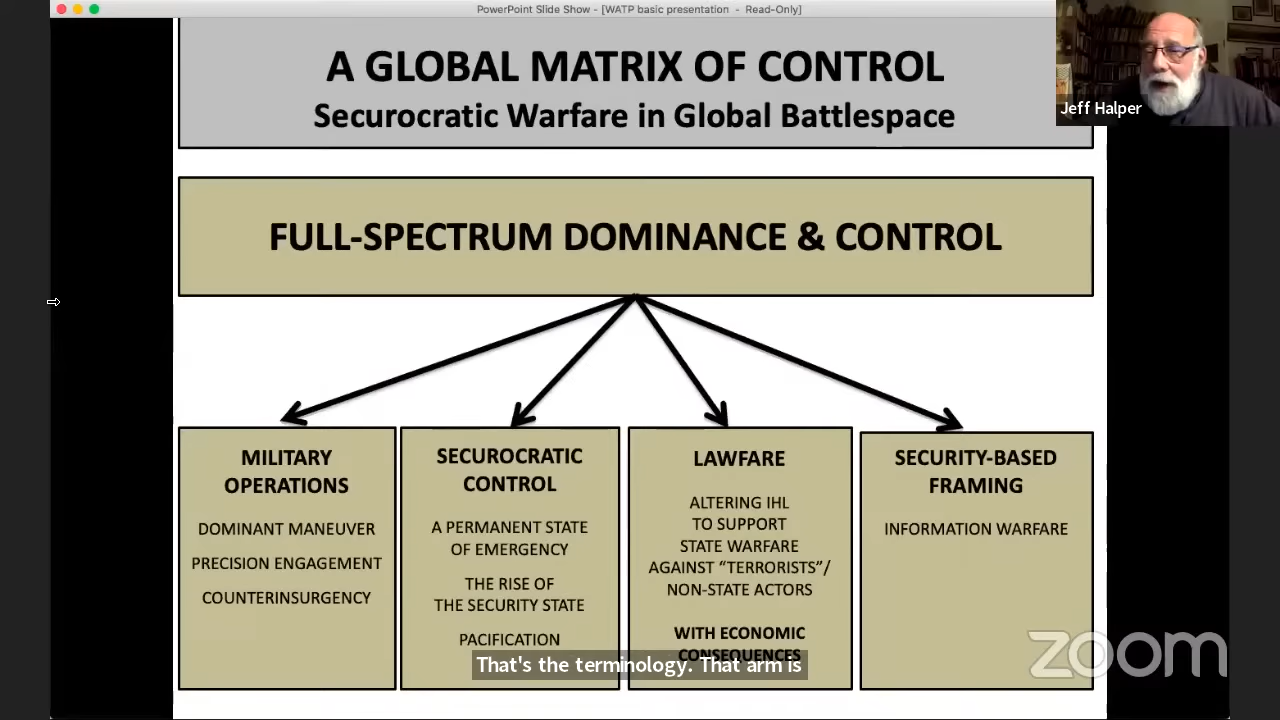 PowerPoint Slide Show - [WATP basic presentation - Read-Only]
A GLOBAL MATRIX OF CONTROL
Securocratic Warfare in Global Battlespace
Jeff Halper
FULL-SPECTRUM DOMINANCE & CONTROL
MILITARY
OPERATIONS
DOMINANT MANEUVER
PRECISION ENGAGEMENT
COUNTERINSURGENCY
SECUROCRATIC
CONTROL
A PERMANENT STATE
OF EMERGENCY
THE RISE OF
THE SECURITY STATE
PACIFICATION
LAWFARE
ALTERING IHL
TO SUPPORT
STATE WARFARE
AGAINST “TERRORISTS”/
NON-STATE ACTORS
WITH ECONOMIC
CONSEQUENCES
SECURITY-BASED
FRAMING
INFORMATION WARFARE
That's the terminology. That arm is
zoom